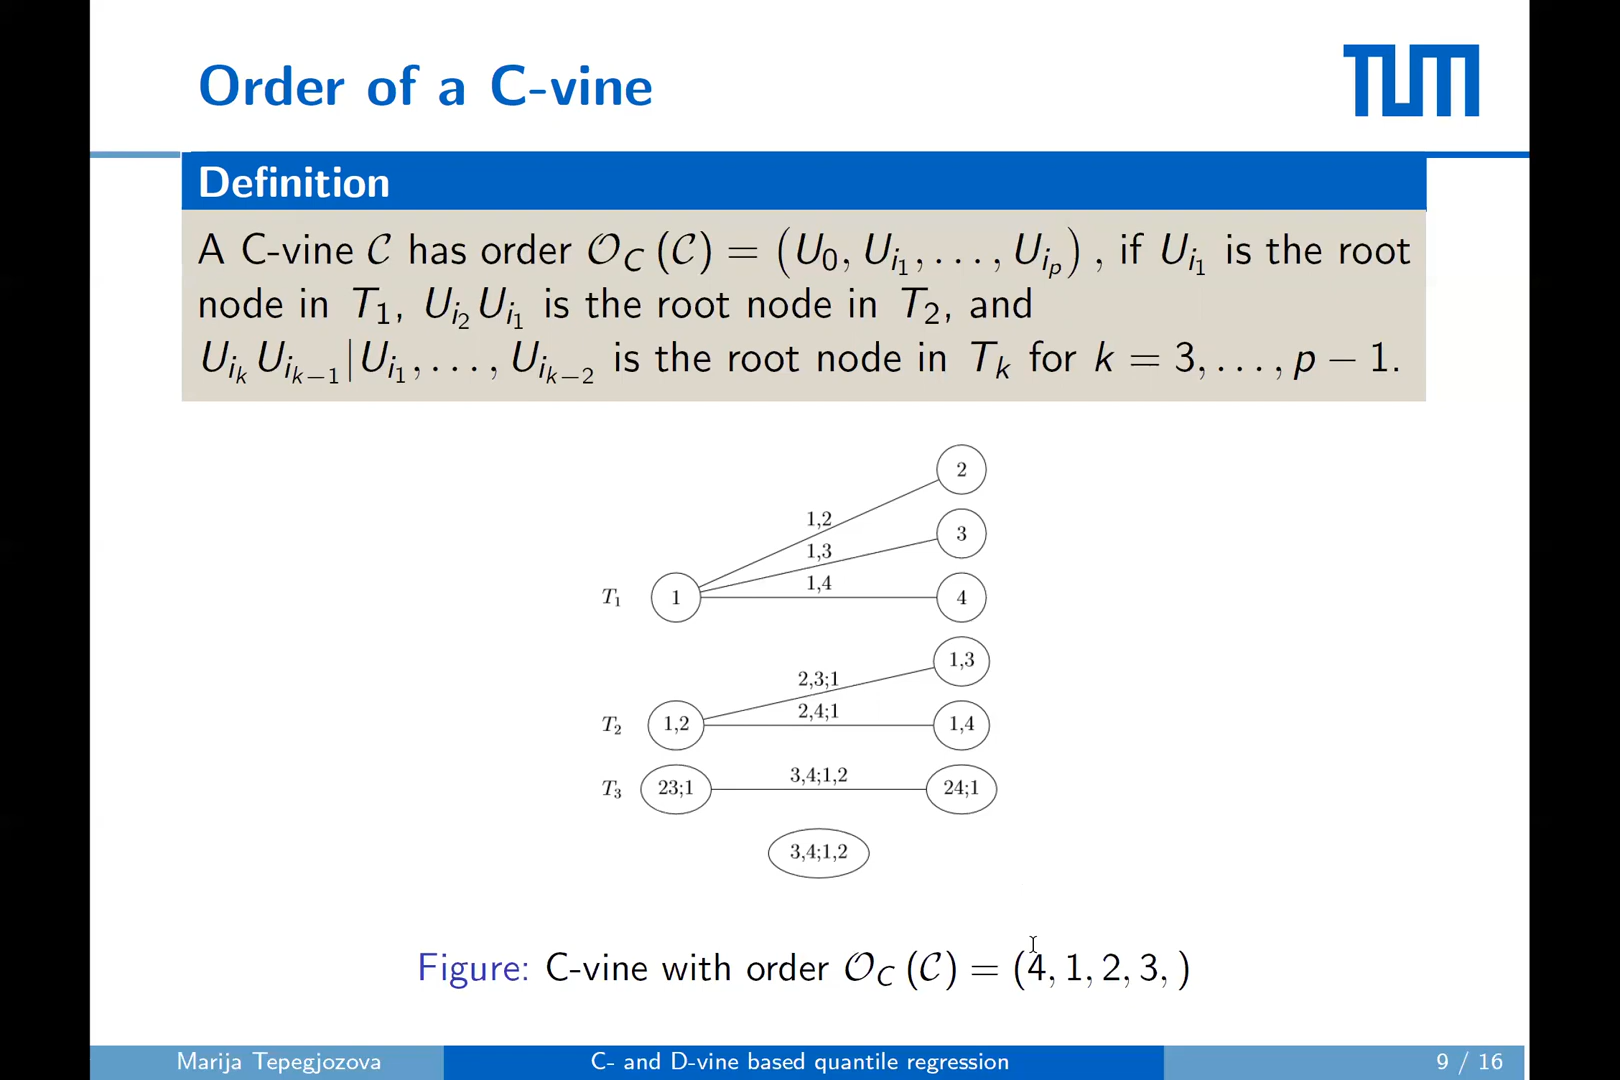 Order of a C-vine
TUM
Definition
A C-vine 𝒞 has order 𝒪_C (𝒞) = (U_0, U_{i_1}, . . . , U_{i_p}) , if U_{i_1} is the root
node in T_1, U_{i_2} U_{i_1} is the root node in T_2, and
U_{i_k} U_{i_{k−1}} | U_{i_1}, . . . , U_{i_{k−2}} is the root node in T_k for k = 3, . . . , p − 1.
2
1,2
3
1,3
1,4
T_1
1
4
1,3
2,3;1
2,4;1
T_2
1,2
1,4
3,4;1,2
T_3
23;1
24;1
3,4;1,2
Figure: C-vine with order 𝒪_C (𝒞) = (4, 1, 2, 3, )
Marija Tepegjozova
C- and D-vine based quantile regression
9 / 16